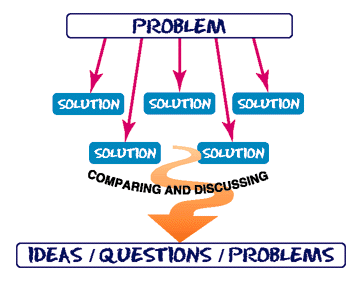 PROBLEM
SOLUTION SOLUTION SOLUTION
SOLUTION SOLUTION
COMPARING AND DISCUSSING
IDEAS / QUESTIONS / PROBLEMS